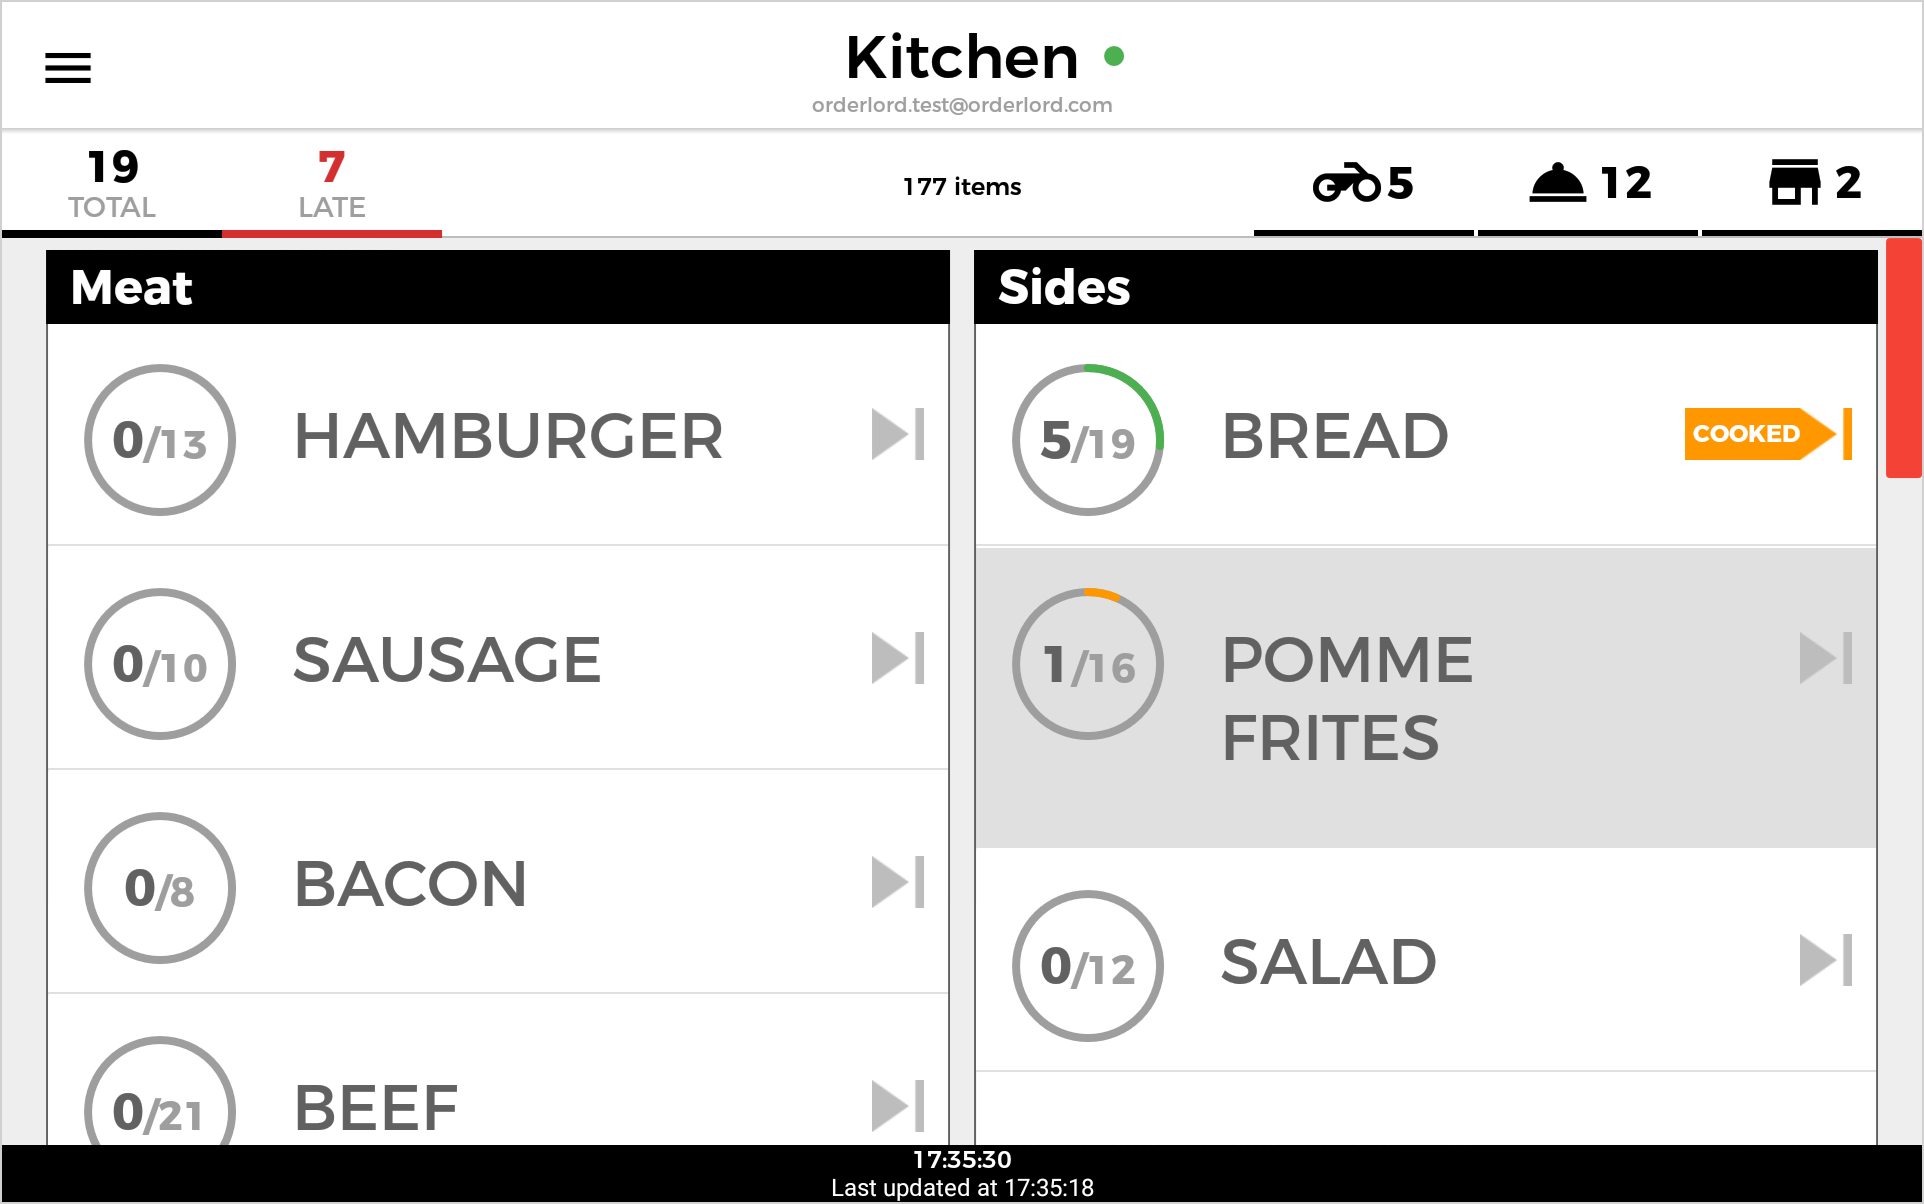 Kitchen
orderlord.test@orderlord.com
19
TOTAL
7
LATE
177 items
5
12
2
Meat
0/13 HAMBURGER
0/10 SAUSAGE
0/8 BACON
0/21 BEEF
Sides
5/19 BREAD COOKED
1/16 POMME
FRITES
0/12 SALAD
17:35:30
Last updated at 17:35:18